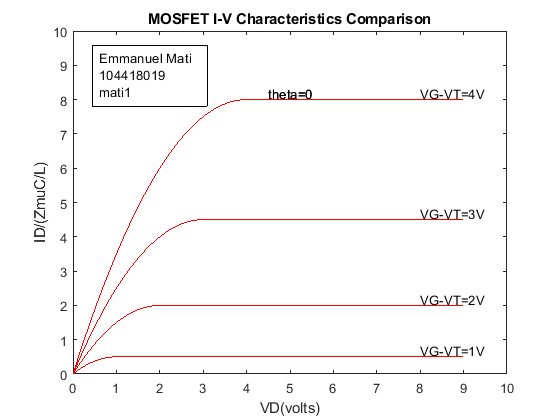 MOSFET I-V Characteristics Comparison
10
9
8
7
6
5
4
3
2
1
0
ID/(ZmuC/L)
Emmanuel Mati
104418019
mati1
theta=0
VG-VT=4V
VG-VT=3V
VG-VT=2V
VG-VT=1V
0 1 2 3 4 5 6 7 8 9 10
VD(volts)